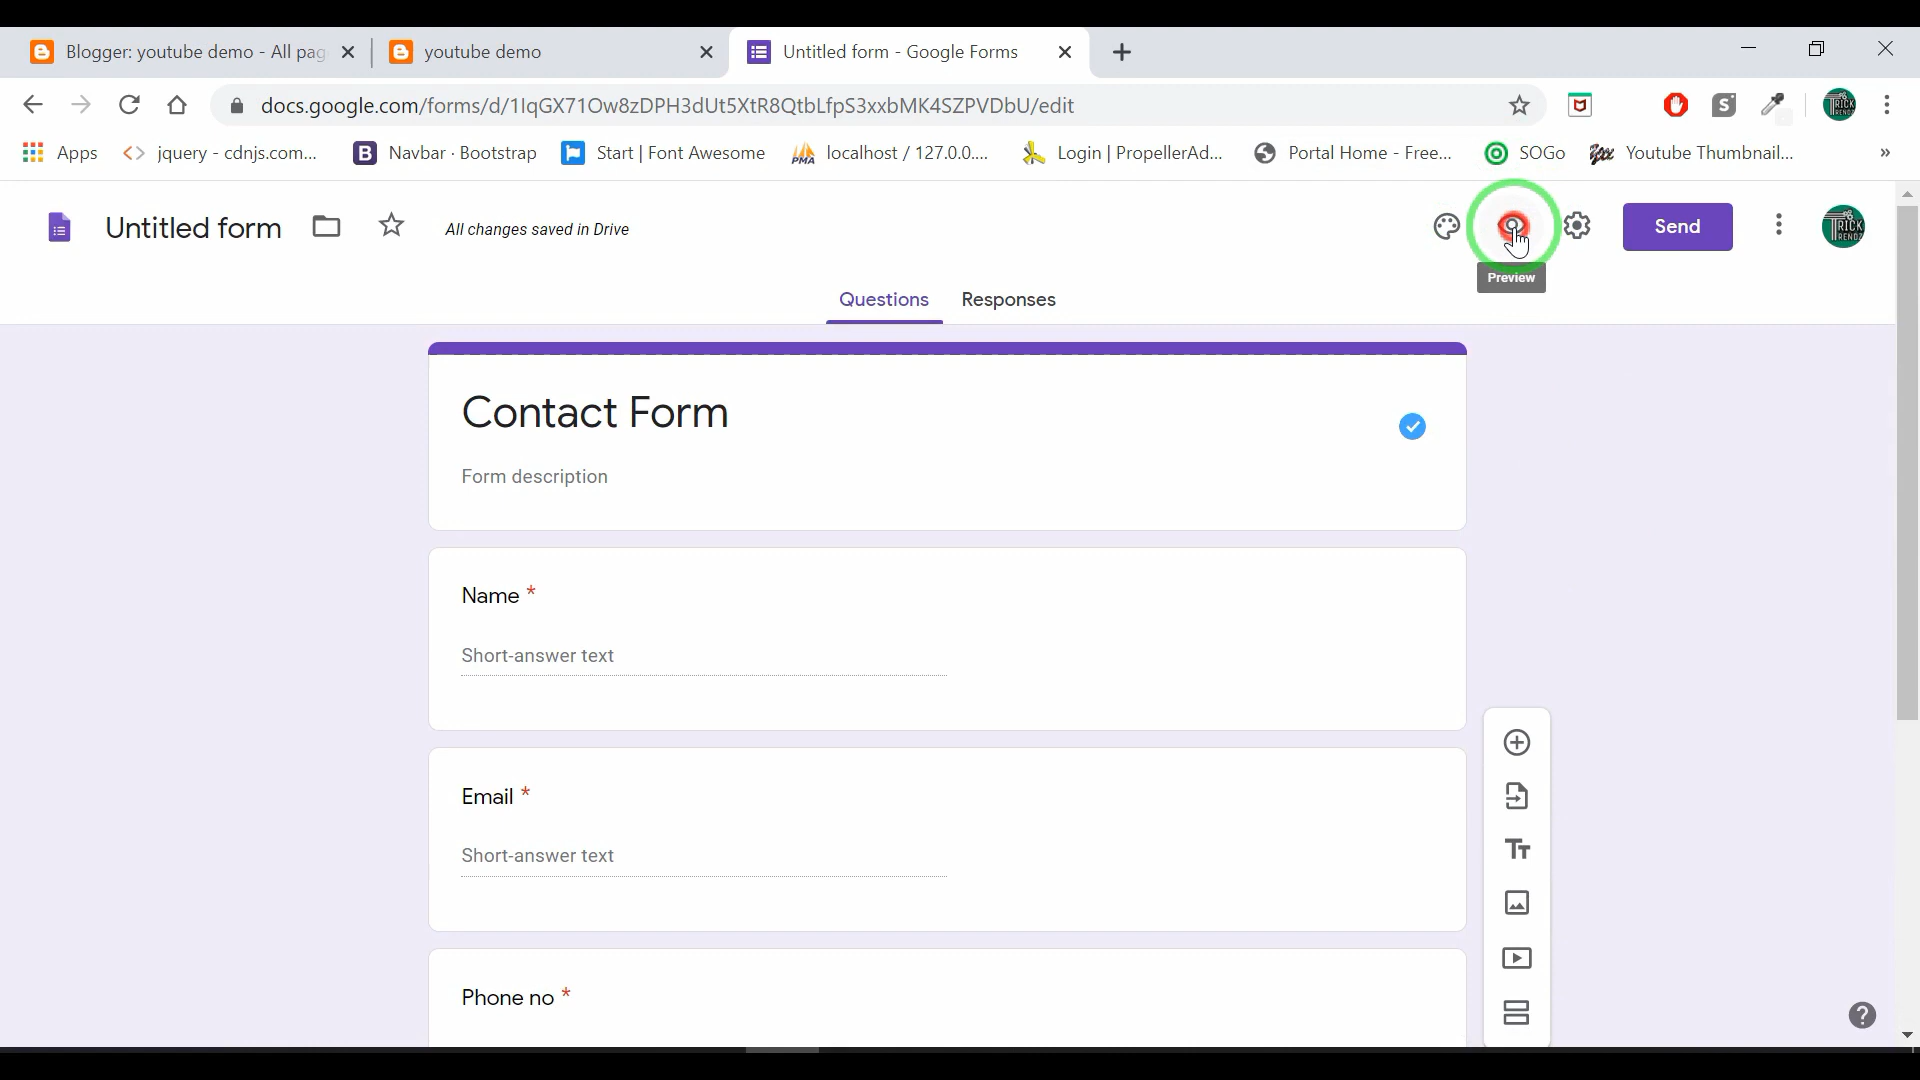 Blogger: youtube demo - All pag
youtube demo
Untitled form - Google Forms
docs.google.com/forms/d/1IqGX71Ow8zDPH3dUt5XtR8QtbLfpS3xxbMK4SZPVDbU/edit
Apps
jquery - cdnjs.com...
Navbar · Bootstrap
Start | Font Awesome
localhost / 127.0.0....
Login | PropellerAd...
Portal Home - Free...
SOGo
Youtube Thumbnail...
»
Untitled form
All changes saved in Drive
Send
Preview
Questions
Responses
Contact Form
Form description
Name *
Short-answer text
Email *
Short-answer text
Phone no *